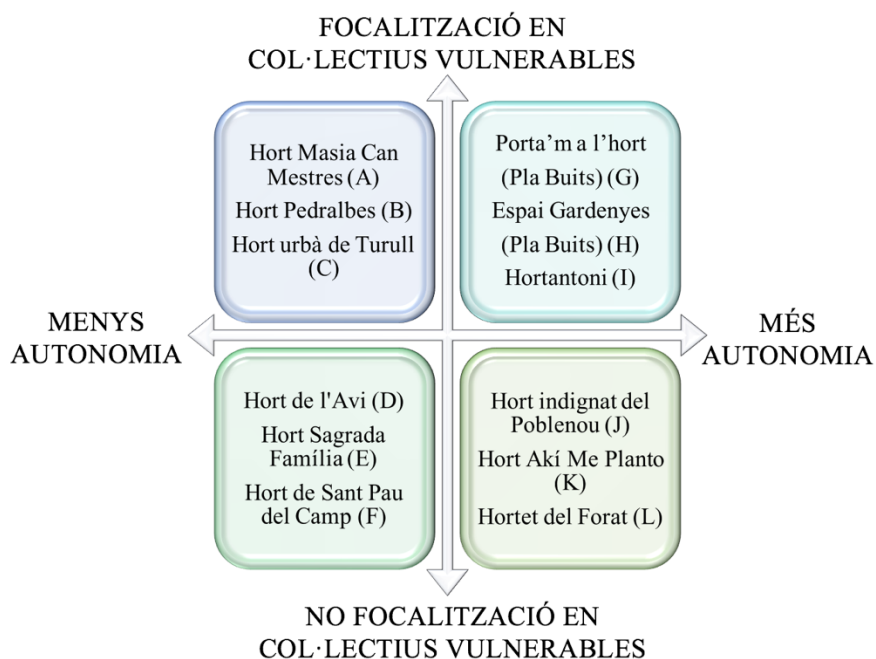 FOCALITZACIÓ EN
COL·LECTIUS VULNERABLES
Hort Masia Can
Mestres (A)
Hort Pedralbes (B)
Hort urbà de Turull
(C)
Porta’m a l’hort
(Pla Buits) (G)
Espai Gardenyes
(Pla Buits) (H)
Hortantoni (I)
MENYS
AUTONOMIA
MÉS
AUTONOMIA
Hort de l'Avi (D)
Hort Sagrada
Família (E)
Hort de Sant Pau
del Camp (F)
Hort indignat del
Poblenou (J)
Hort Akí Me Planto
(K)
Hortet del Forat (L)
NO FOCALITZACIÓ EN
COL·LECTIUS VULNERABLES